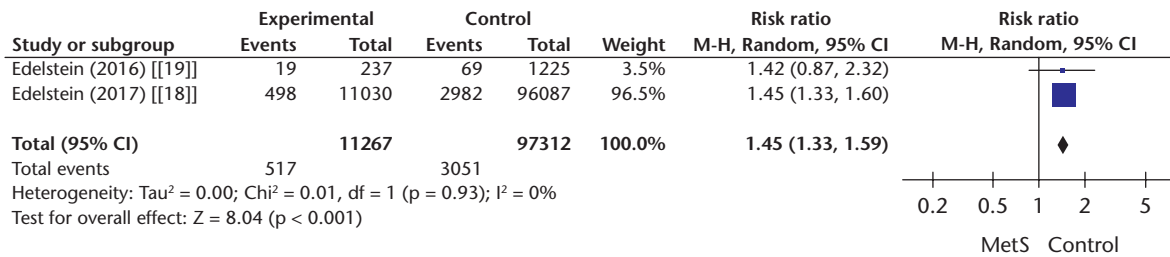 Experimental Control Risk ratio Risk ratio
Study or subgroup Events Total Events Total Weight M-H, Random, 95% CI M-H, Random, 95% CI
Edelstein (2016) [[19]] 19 237 69 1225 3.5% 1.42 (0.87, 2.32)
Edelstein (2017) [[18]] 498 11030 2982 96087 96.5% 1.45 (1.33, 1.60)
Total (95% CI) 11267 97312 100.0% 1.45 (1.33, 1.59)
Total events 517 3051
Heterogeneity: Tau² = 0.00; Chi² = 0.01, df = 1 (p = 0.93); I² = 0%
Test for overall effect: Z = 8.04 (p < 0.001)
0.2 0.5 1 2 5
MetS Control